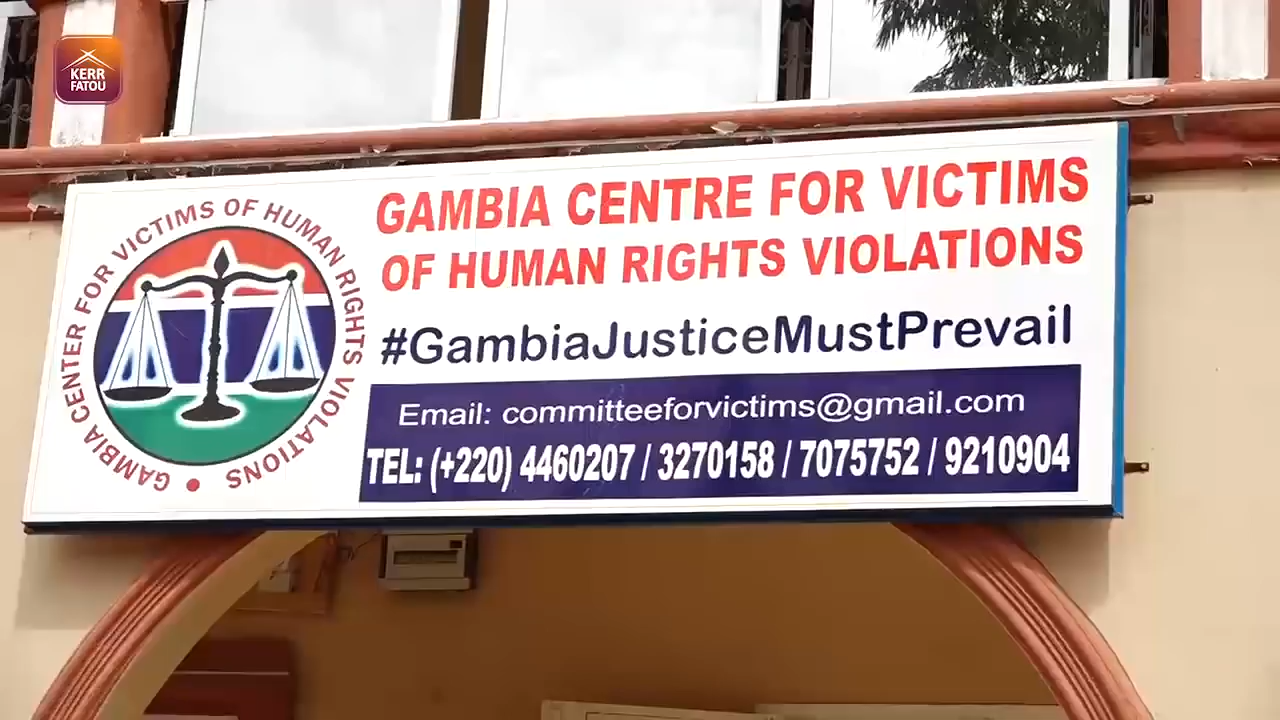 KERR
FATOU
GAMBIA CENTER FOR VICTIMS OF HUMAN RIGHTS VIOLATIONS
GAMBIA CENTRE FOR VICTIMS
OF HUMAN RIGHTS VIOLATIONS
#GambiaJusticeMustPrevail
Email: committeeforvictims@gmail.com
TEL: (+220) 4460207 / 3270158 / 7075752 / 9210904